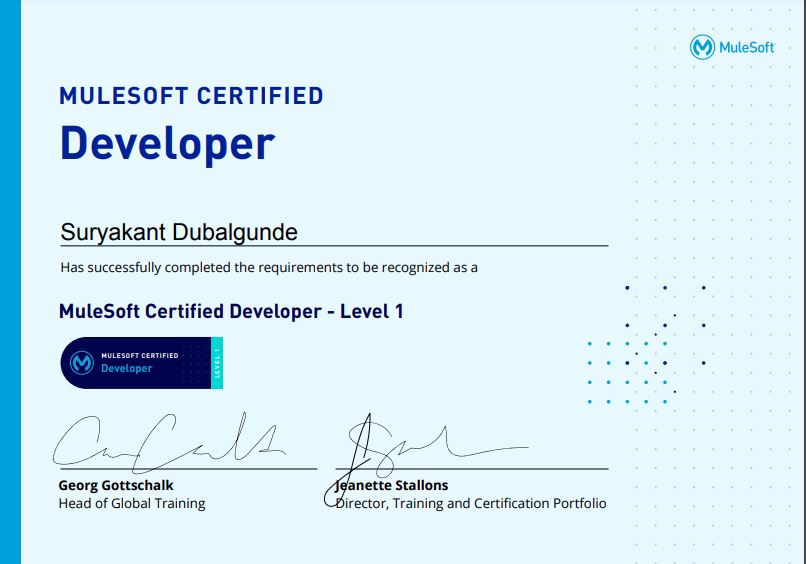 MuleSoft
MULESOFT CERTIFIED
Developer
Suryakant Dubalgunde
Has successfully completed the requirements to be recognized as a
MuleSoft Certified Developer - Level 1
MULESOFT CERTIFIED
Developer
LEVEL 1
Georg Gottschalk
Head of Global Training
Jeanette Stallons
Director, Training and Certification Portfolio